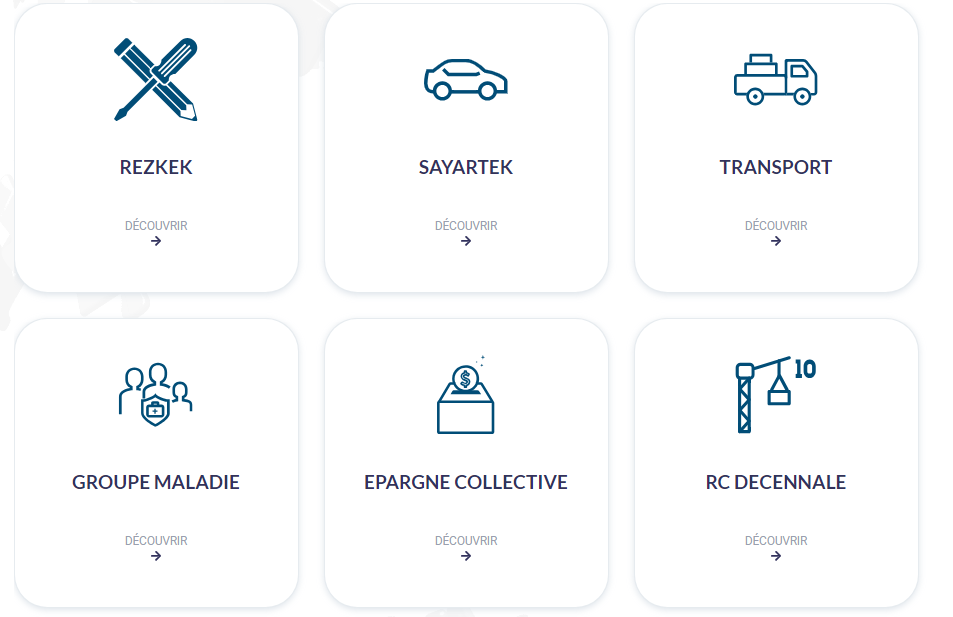 REZKEK
DÉCOUVRIR
SAYARTEK
DÉCOUVRIR
TRANSPORT
DÉCOUVRIR
GROUPE MALADIE
DÉCOUVRIR
$
EPARGNE COLLECTIVE
DÉCOUVRIR
10
RC DECENNALE
DÉCOUVRIR